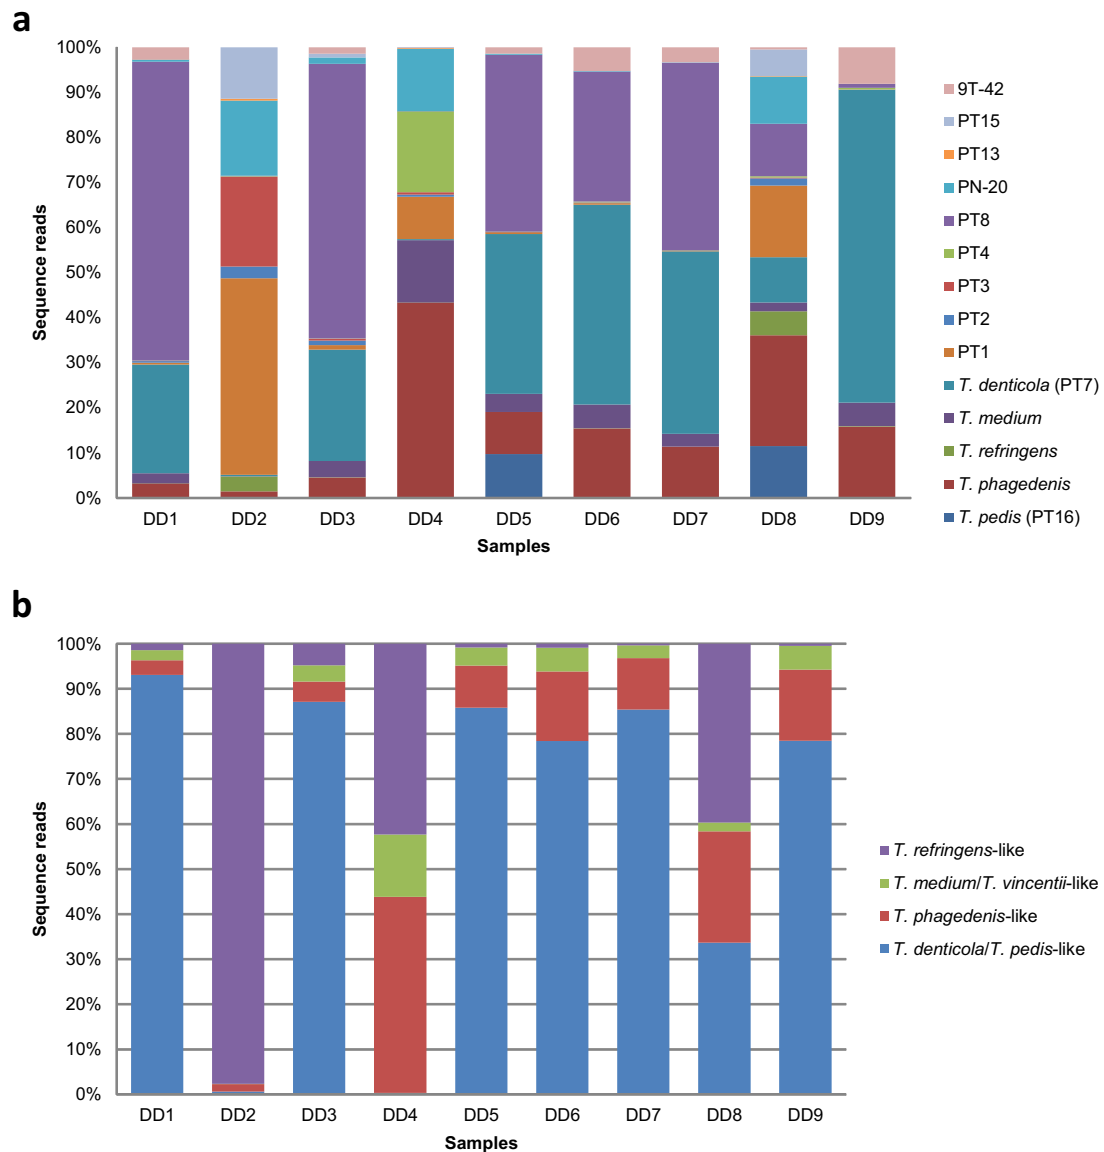 a
100%
90%
80%
70%
60%
50%
40%
30%
20%
10%
0%
Sequence reads
DD1 DD2 DD3 DD4 DD5 DD6 DD7 DD8 DD9
Samples
9T-42
PT15
PT13
PN-20
PT8
PT4
PT3
PT2
PT1
T. denticola (PT7)
T. medium
T. refringens
T. phagedenis
T. pedis (PT16)
b
100%
90%
80%
70%
60%
50%
40%
30%
20%
10%
0%
Sequence reads
DD1 DD2 DD3 DD4 DD5 DD6 DD7 DD8 DD9
Samples
T. refringens-like
T. medium/T. vincentii-like
T. phagedenis-like
T. denticola/T. pedis-like